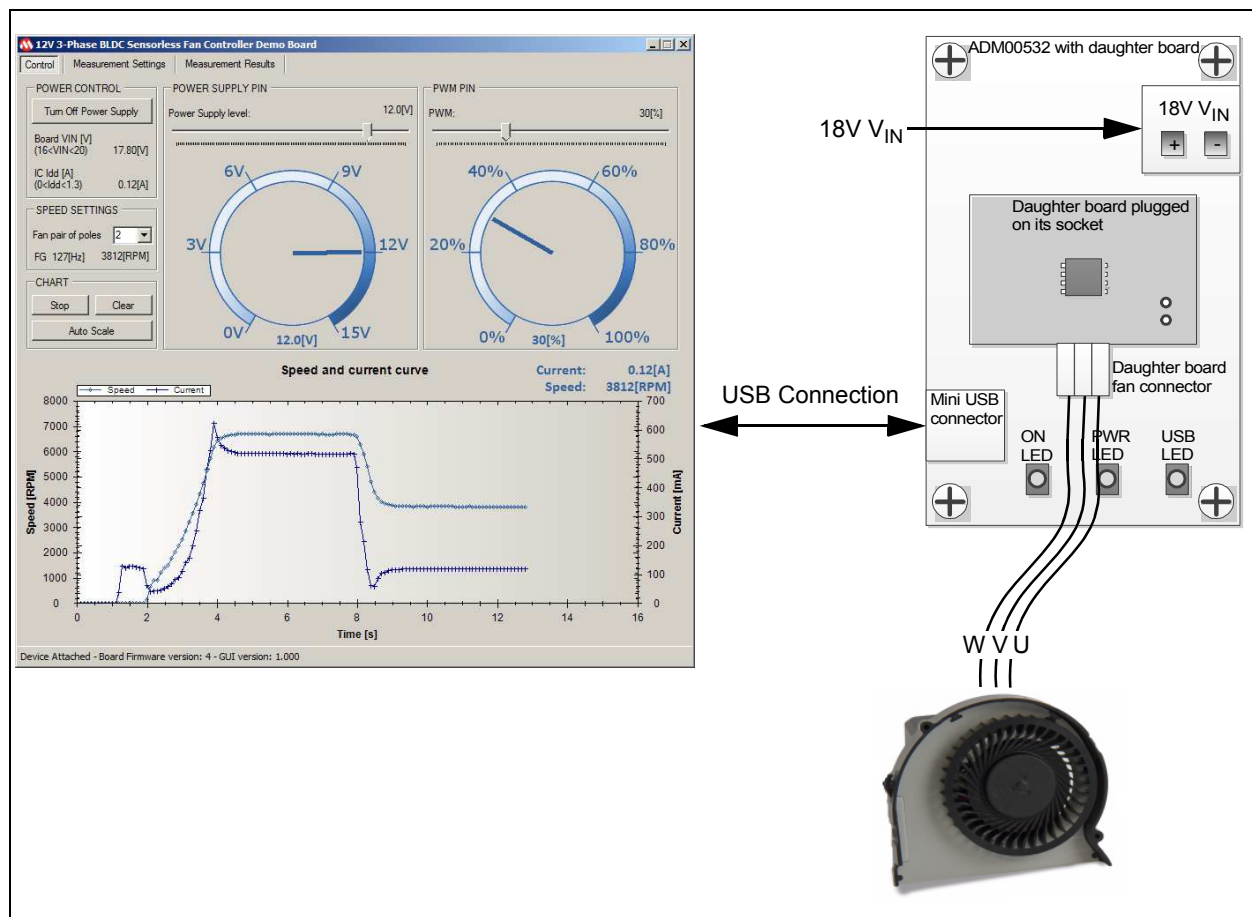 12V 3-Phase BLDC Sensorless Fan Controller Demo Board
Control Measurement Settings Measurement Results
POWER CONTROL
Turn Off Power Supply
Board VIN [V]
(16<VIN<20) 17.80[V]
IC Idd [A]
(0<Idd<1.3) 0.12[A]
SPEED SETTINGS
Fan pair of poles 2
FG 127[Hz] 3812[RPM]
CHART
Stop Clear
Auto Scale
POWER SUPPLY PIN
Power Supply level: 12.0[V]
6V 9V
3V 12V
0V 15V
12.0[V]
PWM PIN
PWM: 30[%]
40% 60%
20% 80%
0% 100%
30[%]
Speed and current curve
Current: 0.12[A]
Speed: 3812[RPM]
Speed Current
8000
7000
6000
5000
4000
3000
2000
1000
0
Speed [RPM]
700
600
500
400
300
200
100
0
Current [mA]
0 2 4 6 8 10 12 14 16
Time [s]
Device Attached - Board Firmware version: 4 - GUI version: 1.000
USB Connection
18V VIN
ADM00532 with daughter board
18V VIN
+ -
Daughter board plugged
on its socket
Daughter board
fan connector
Mini USB
connector
ON
LED
PWR
LED
USB
LED
W V U